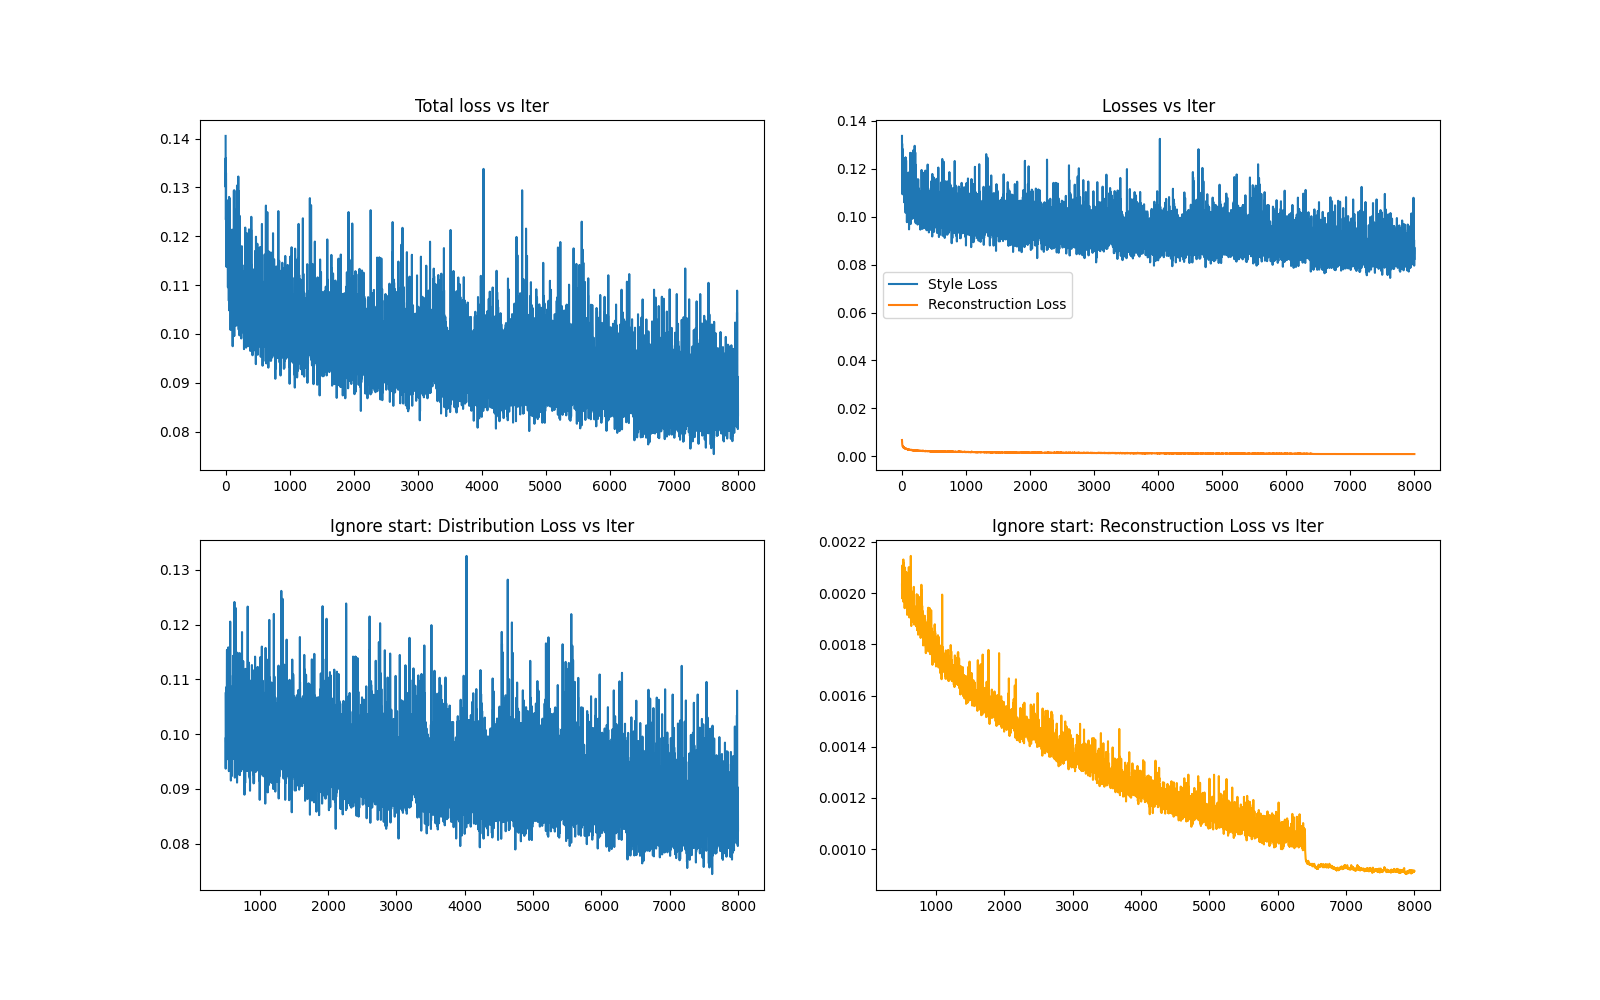 Total loss vs Iter
0.14
0.13
0.12
0.11
0.10
0.09
0.08
0 1000 2000 3000 4000 5000 6000 7000 8000
Losses vs Iter
0.14
0.12
0.10
0.08
0.06
0.04
0.02
0.00
Style Loss
Reconstruction Loss
0 1000 2000 3000 4000 5000 6000 7000 8000
Ignore start: Distribution Loss vs Iter
0.13
0.12
0.11
0.10
0.09
0.08
1000 2000 3000 4000 5000 6000 7000 8000
Ignore start: Reconstruction Loss vs Iter
0.0022
0.0020
0.0018
0.0016
0.0014
0.0012
0.0010
1000 2000 3000 4000 5000 6000 7000 8000